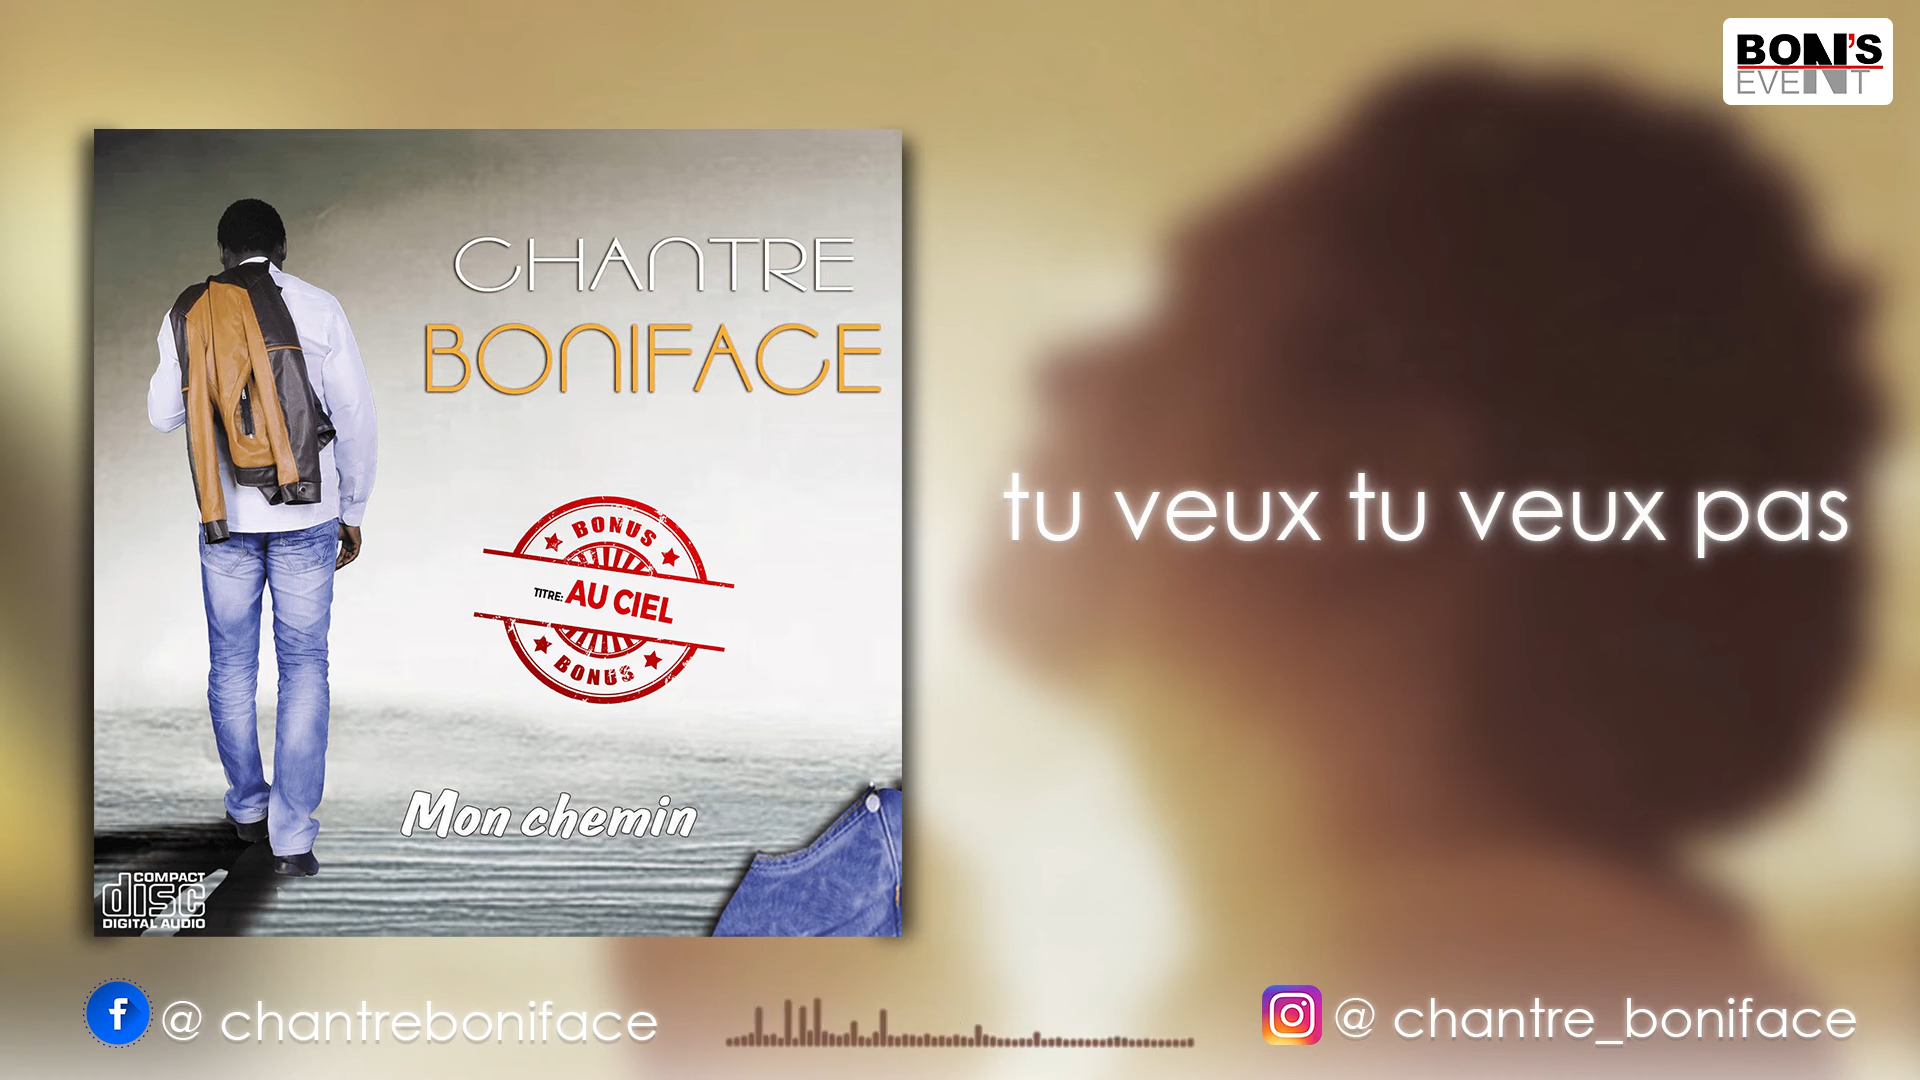 BON'S
EVENT
CHANTRE
BONIFACE
BONUS
TITRE: AU CIEL
BONUS
Mon chemin
COMPACT
disc
DIGITAL AUDIO
tu veux tu veux pas
f @ chantreboniface
@ chantre_boniface